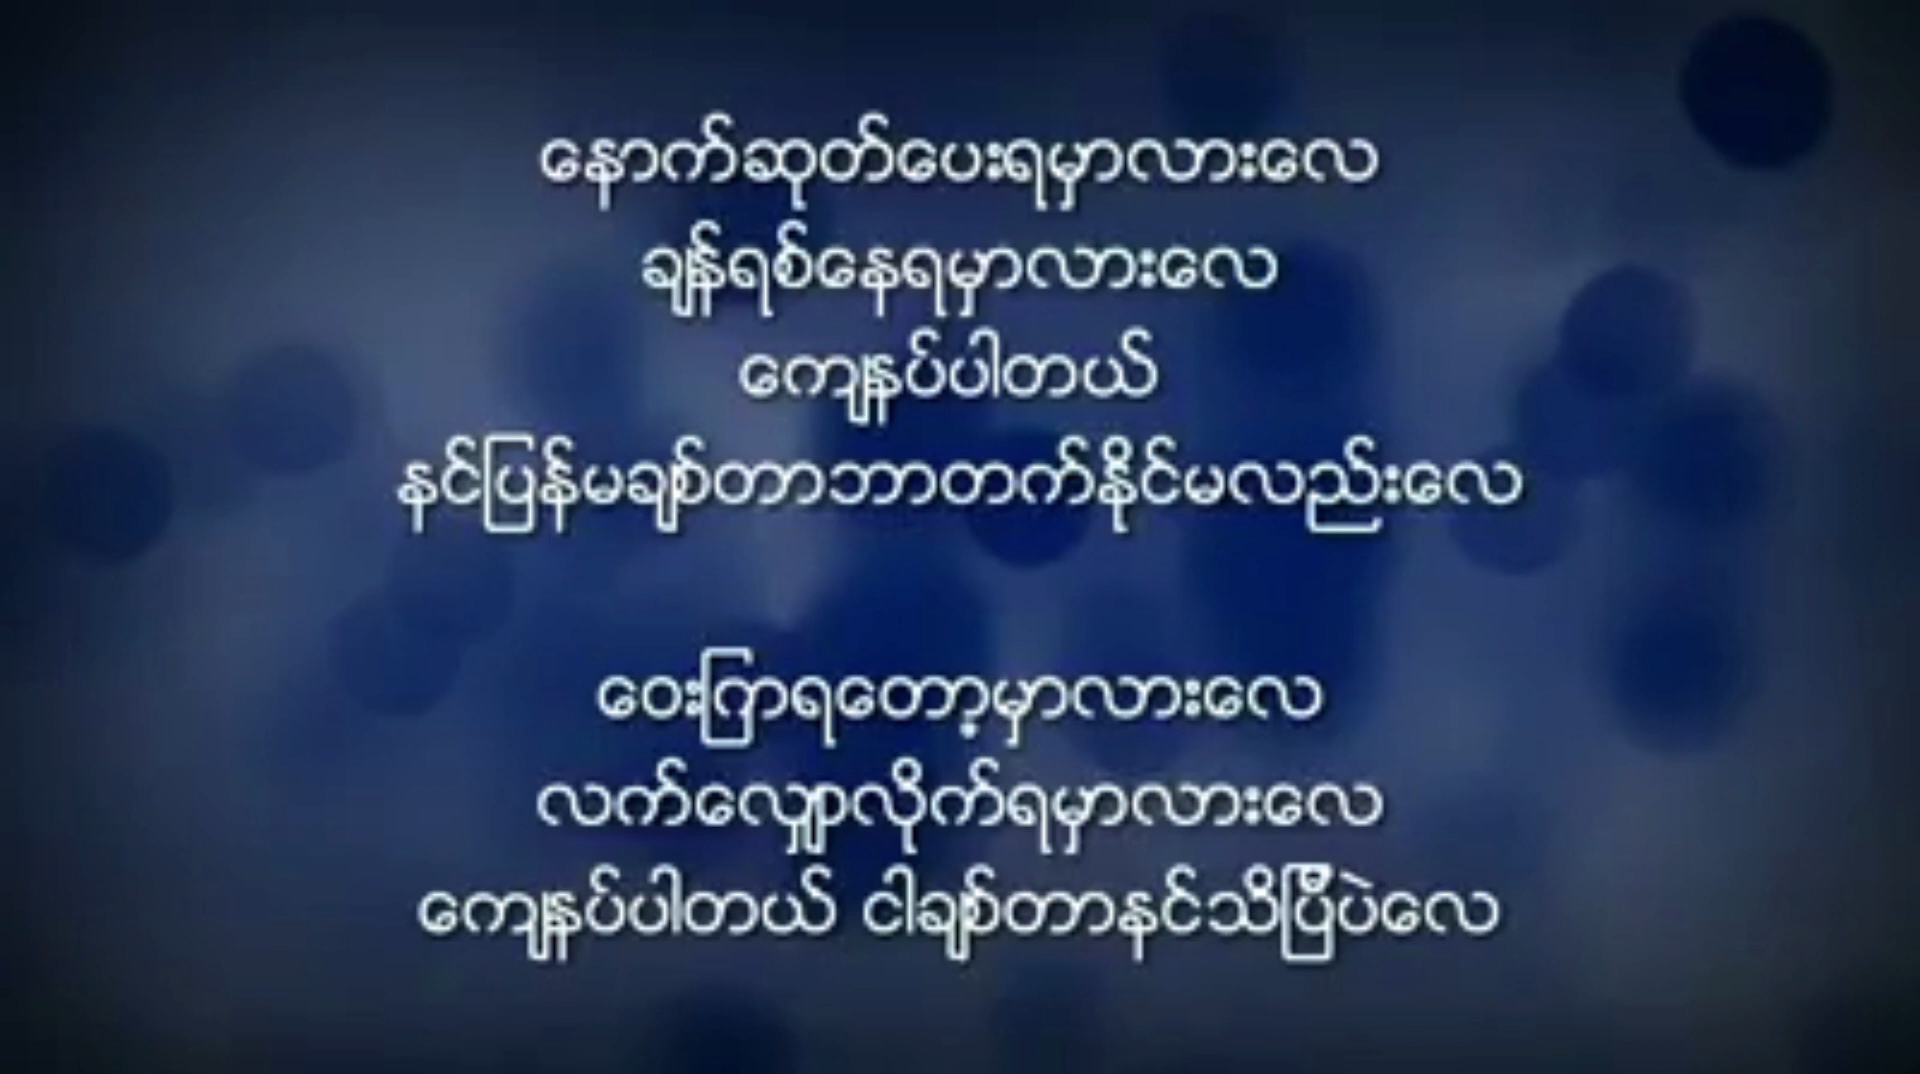 နောက်ဆုတ်ပေးရမှာလားလေ
ချန်ရစ်နေရမှာလားလေ
ကျေနပ်ပါတယ်
နင်ပြန်မချစ်တာဘာတက်နိုင်မလည်းလေ
ဝေးကြာရတော့မှာလားလေ
လက်လျှောလိုက်ရမှာလားလေ
ကျေနပ်ပါတယ် ငါချစ်တာနင်သိပြီပဲလေ